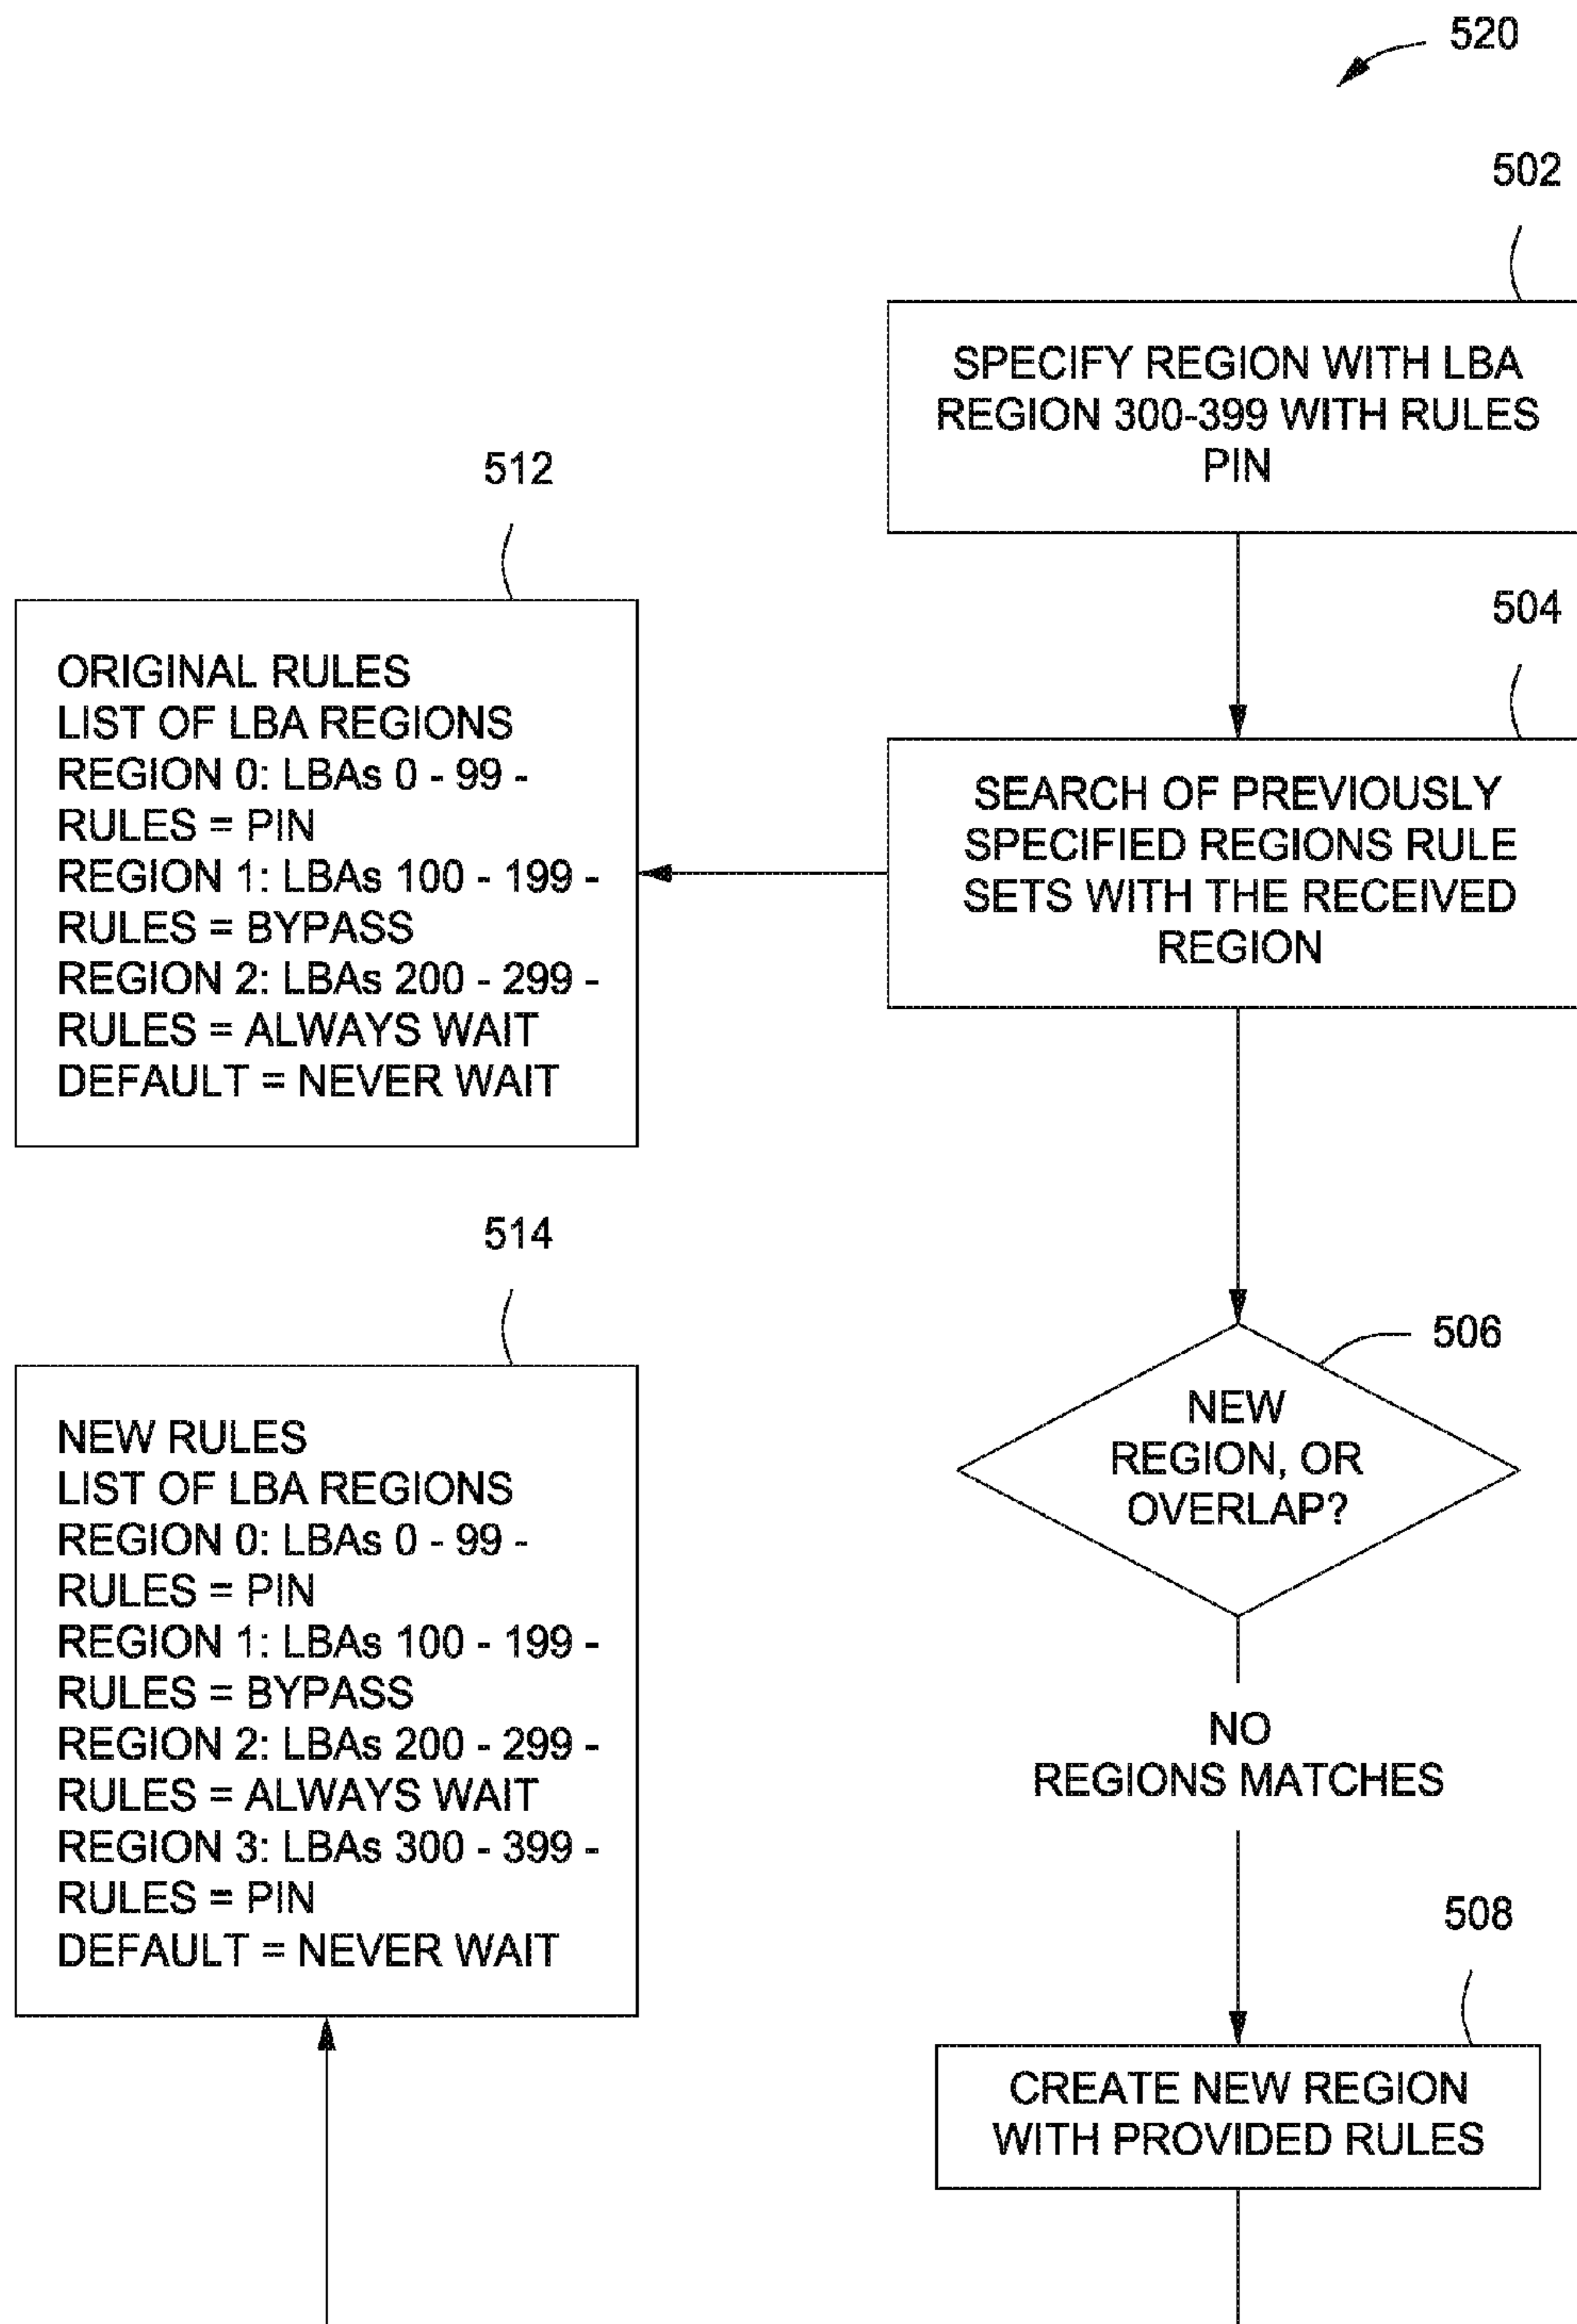 520
502
SPECIFY REGION WITH LBA
REGION 300-399 WITH RULES
PIN
512
504
ORIGINAL RULES
LIST OF LBA REGIONS
REGION 0: LBAs 0 - 99 -
RULES = PIN
REGION 1: LBAs 100 - 199 -
RULES = BYPASS
REGION 2: LBAs 200 - 299 -
RULES = ALWAYS WAIT
DEFAULT = NEVER WAIT
SEARCH OF PREVIOUSLY
SPECIFIED REGIONS RULE
SETS WITH THE RECEIVED
REGION
514
506
NEW RULES
LIST OF LBA REGIONS
REGION 0: LBAs 0 - 99 -
RULES = PIN
REGION 1: LBAs 100 - 199 -
RULES = BYPASS
REGION 2: LBAs 200 - 299 -
RULES = ALWAYS WAIT
REGION 3: LBAs 300 - 399 -
RULES = PIN
DEFAULT = NEVER WAIT
NEW
REGION, OR
OVERLAP?
NO
REGIONS MATCHES
508
CREATE NEW REGION
WITH PROVIDED RULES